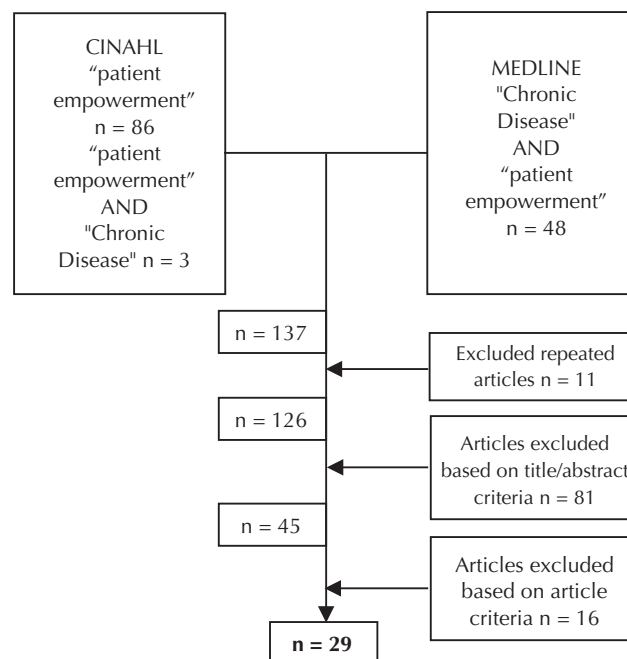 CINAHL
“patient
empowerment”
n = 86
“patient
empowerment”
AND
"Chronic
Disease" n = 3
MEDLINE
"Chronic
Disease"
AND
“patient
empowerment”
n = 48
n = 137
Excluded repeated
articles n = 11
n = 126
Articles excluded
based on title/abstract
criteria n = 81
n = 45
Articles excluded
based on article
criteria n = 16
n = 29